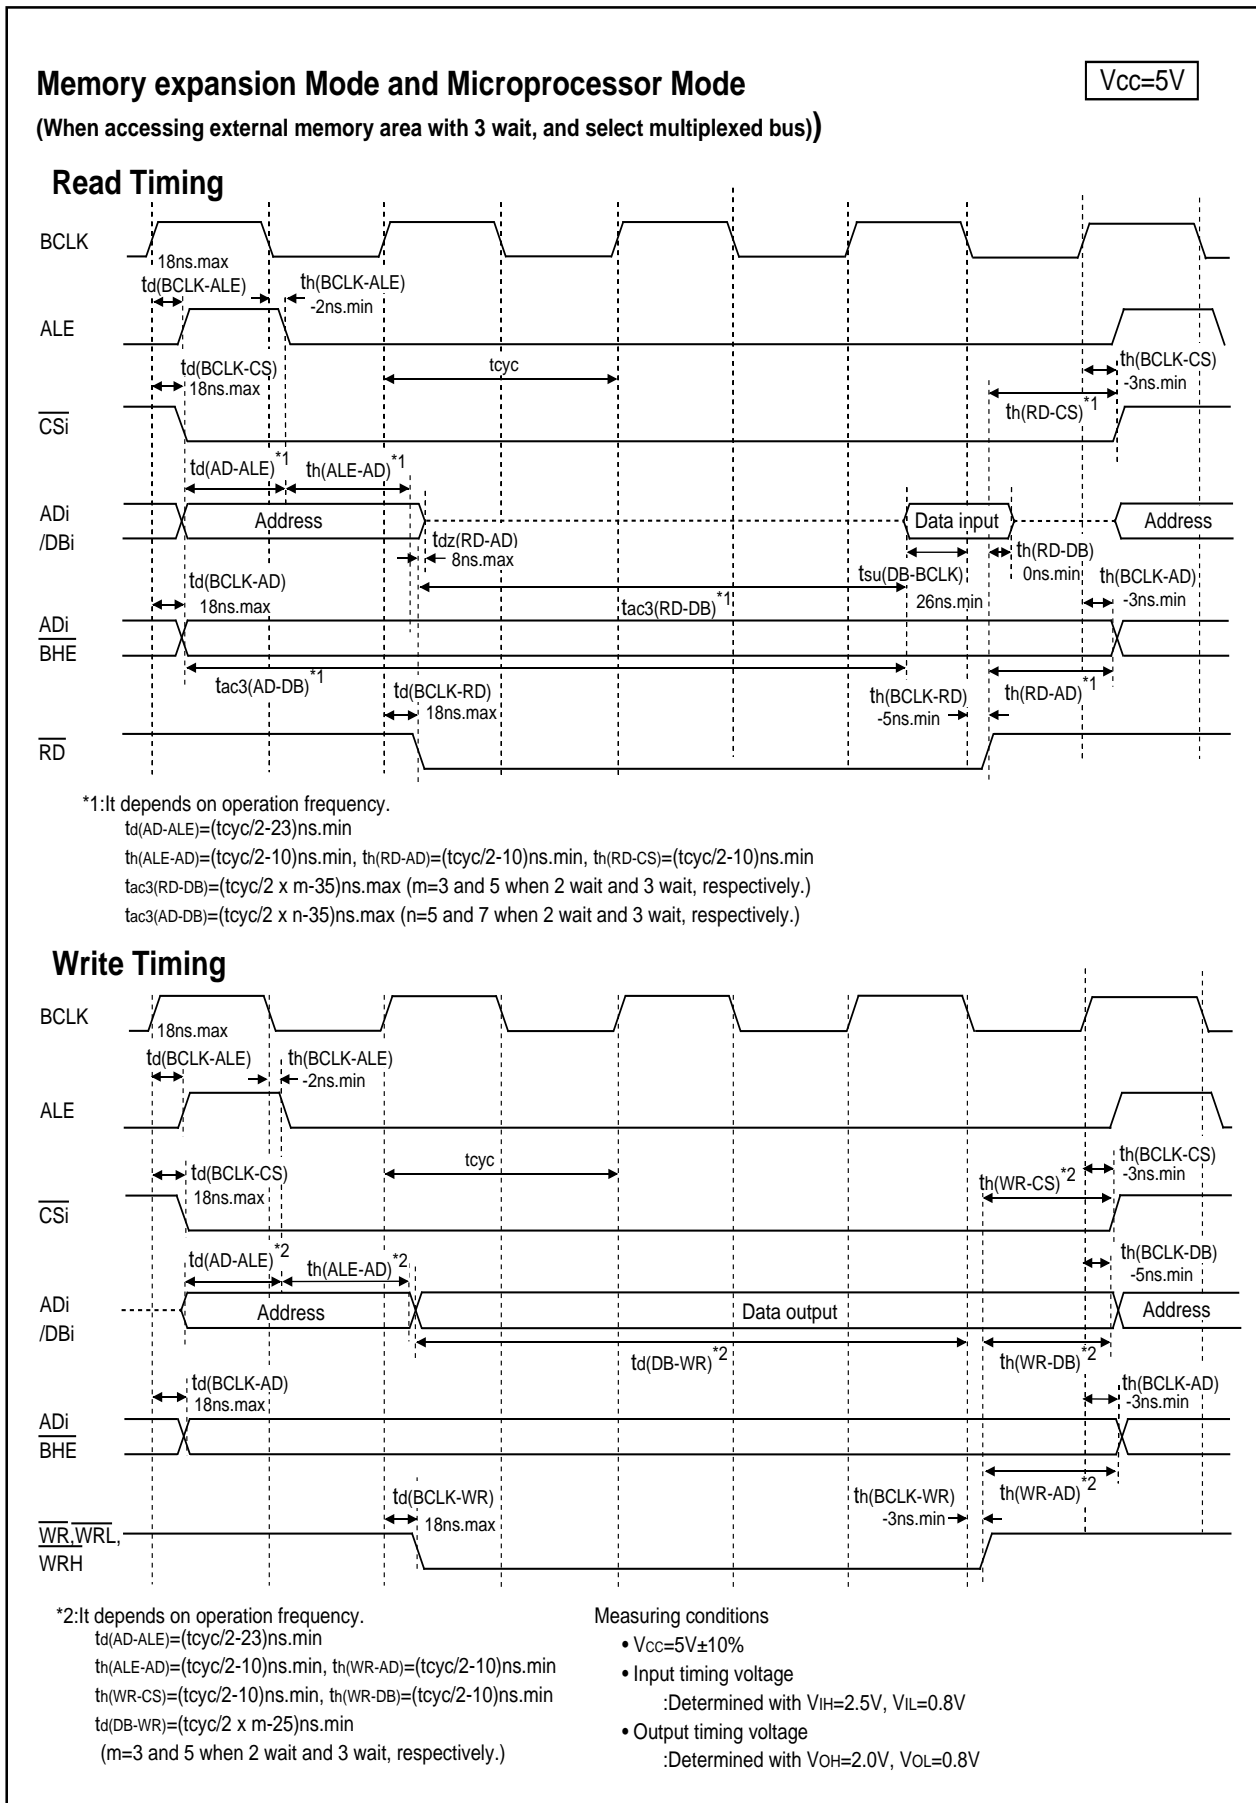 Memory expansion Mode and Microprocessor Mode
Vcc=5V
(When accessing external memory area with 3 wait, and select multiplexed bus))
Read Timing
BCLK
18ns.max
td(BCLK-ALE)
th(BCLK-ALE)
-2ns.min
ALE
td(BCLK-CS)
18ns.max
tcyc
th(BCLK-CS)
-3ns.min
th(RD-CS)*1
CSi
td(AD-ALE)*1
th(ALE-AD)*1
ADi
/DBi
Address
Data input
Address
tdz(RD-AD)
8ns.max
tsu(DB-BCLK)
26ns.min
th(RD-DB)
0ns.min
td(BCLK-AD)
18ns.max
th(BCLK-AD)
-3ns.min
tac3(RD-DB)*1
ADi
BHE
tac3(AD-DB)*1
td(BCLK-RD)
18ns.max
th(BCLK-RD)
-5ns.min
th(RD-AD)*1
RD
*1:It depends on operation frequency.
td(AD-ALE)=(tcyc/2-23)ns.min
th(ALE-AD)=(tcyc/2-10)ns.min, th(RD-AD)=(tcyc/2-10)ns.min, th(RD-CS)=(tcyc/2-10)ns.min
tac3(RD-DB)=(tcyc/2 x m-35)ns.max (m=3 and 5 when 2 wait and 3 wait, respectively.)
tac3(AD-DB)=(tcyc/2 x n-35)ns.max (n=5 and 7 when 2 wait and 3 wait, respectively.)
Write Timing
BCLK
18ns.max
td(BCLK-ALE)
th(BCLK-ALE)
-2ns.min
ALE
td(BCLK-CS)
18ns.max
tcyc
th(BCLK-CS)
-3ns.min
th(WR-CS)*2
CSi
td(AD-ALE)*2
th(ALE-AD)*2
th(BCLK-DB)
-5ns.min
ADi
/DBi
Address
Data output
Address
td(DB-WR)*2
th(WR-DB)*2
td(BCLK-AD)
18ns.max
th(BCLK-AD)
-3ns.min
ADi
BHE
td(BCLK-WR)
18ns.max
th(BCLK-WR)
-3ns.min
th(WR-AD)*2
WR,WRL,
WRH
*2:It depends on operation frequency.
td(AD-ALE)=(tcyc/2-23)ns.min
th(ALE-AD)=(tcyc/2-10)ns.min, th(WR-AD)=(tcyc/2-10)ns.min
th(WR-CS)=(tcyc/2-10)ns.min, th(WR-DB)=(tcyc/2-10)ns.min
td(DB-WR)=(tcyc/2 x m-25)ns.min
(m=3 and 5 when 2 wait and 3 wait, respectively.)
Measuring conditions
• VCC=5V±10%
• Input timing voltage
:Determined with VIH=2.5V, VIL=0.8V
• Output timing voltage
:Determined with VOH=2.0V, VOL=0.8V